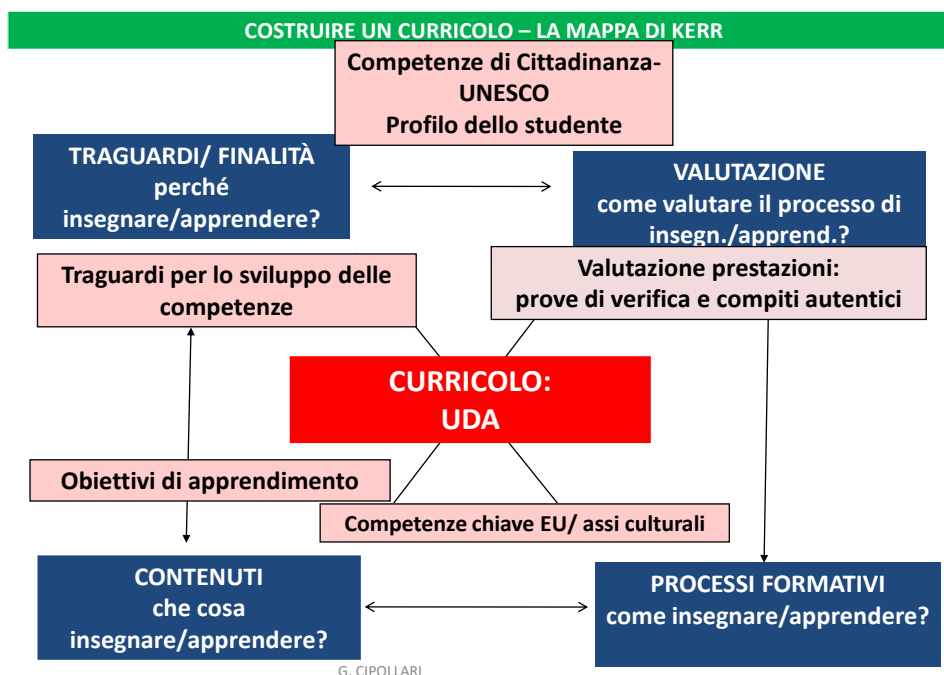 COSTRUIRE UN CURRICOLO – LA MAPPA DI KERR
Competenze di Cittadinanza-
UNESCO
Profilo dello studente
TRAGUARDI/ FINALITÀ
perché
insegnare/apprendere?
VALUTAZIONE
come valutare il processo di
insegn./apprend.?
Traguardi per lo sviluppo delle
competenze
Valutazione prestazioni:
prove di verifica e compiti autentici
CURRICOLO:
UDA
Obiettivi di apprendimento
Competenze chiave EU/ assi culturali
CONTENUTI
che cosa
insegnare/apprendere?
PROCESSI FORMATIVI
come insegnare/apprendere?
G. CIPOLLARI